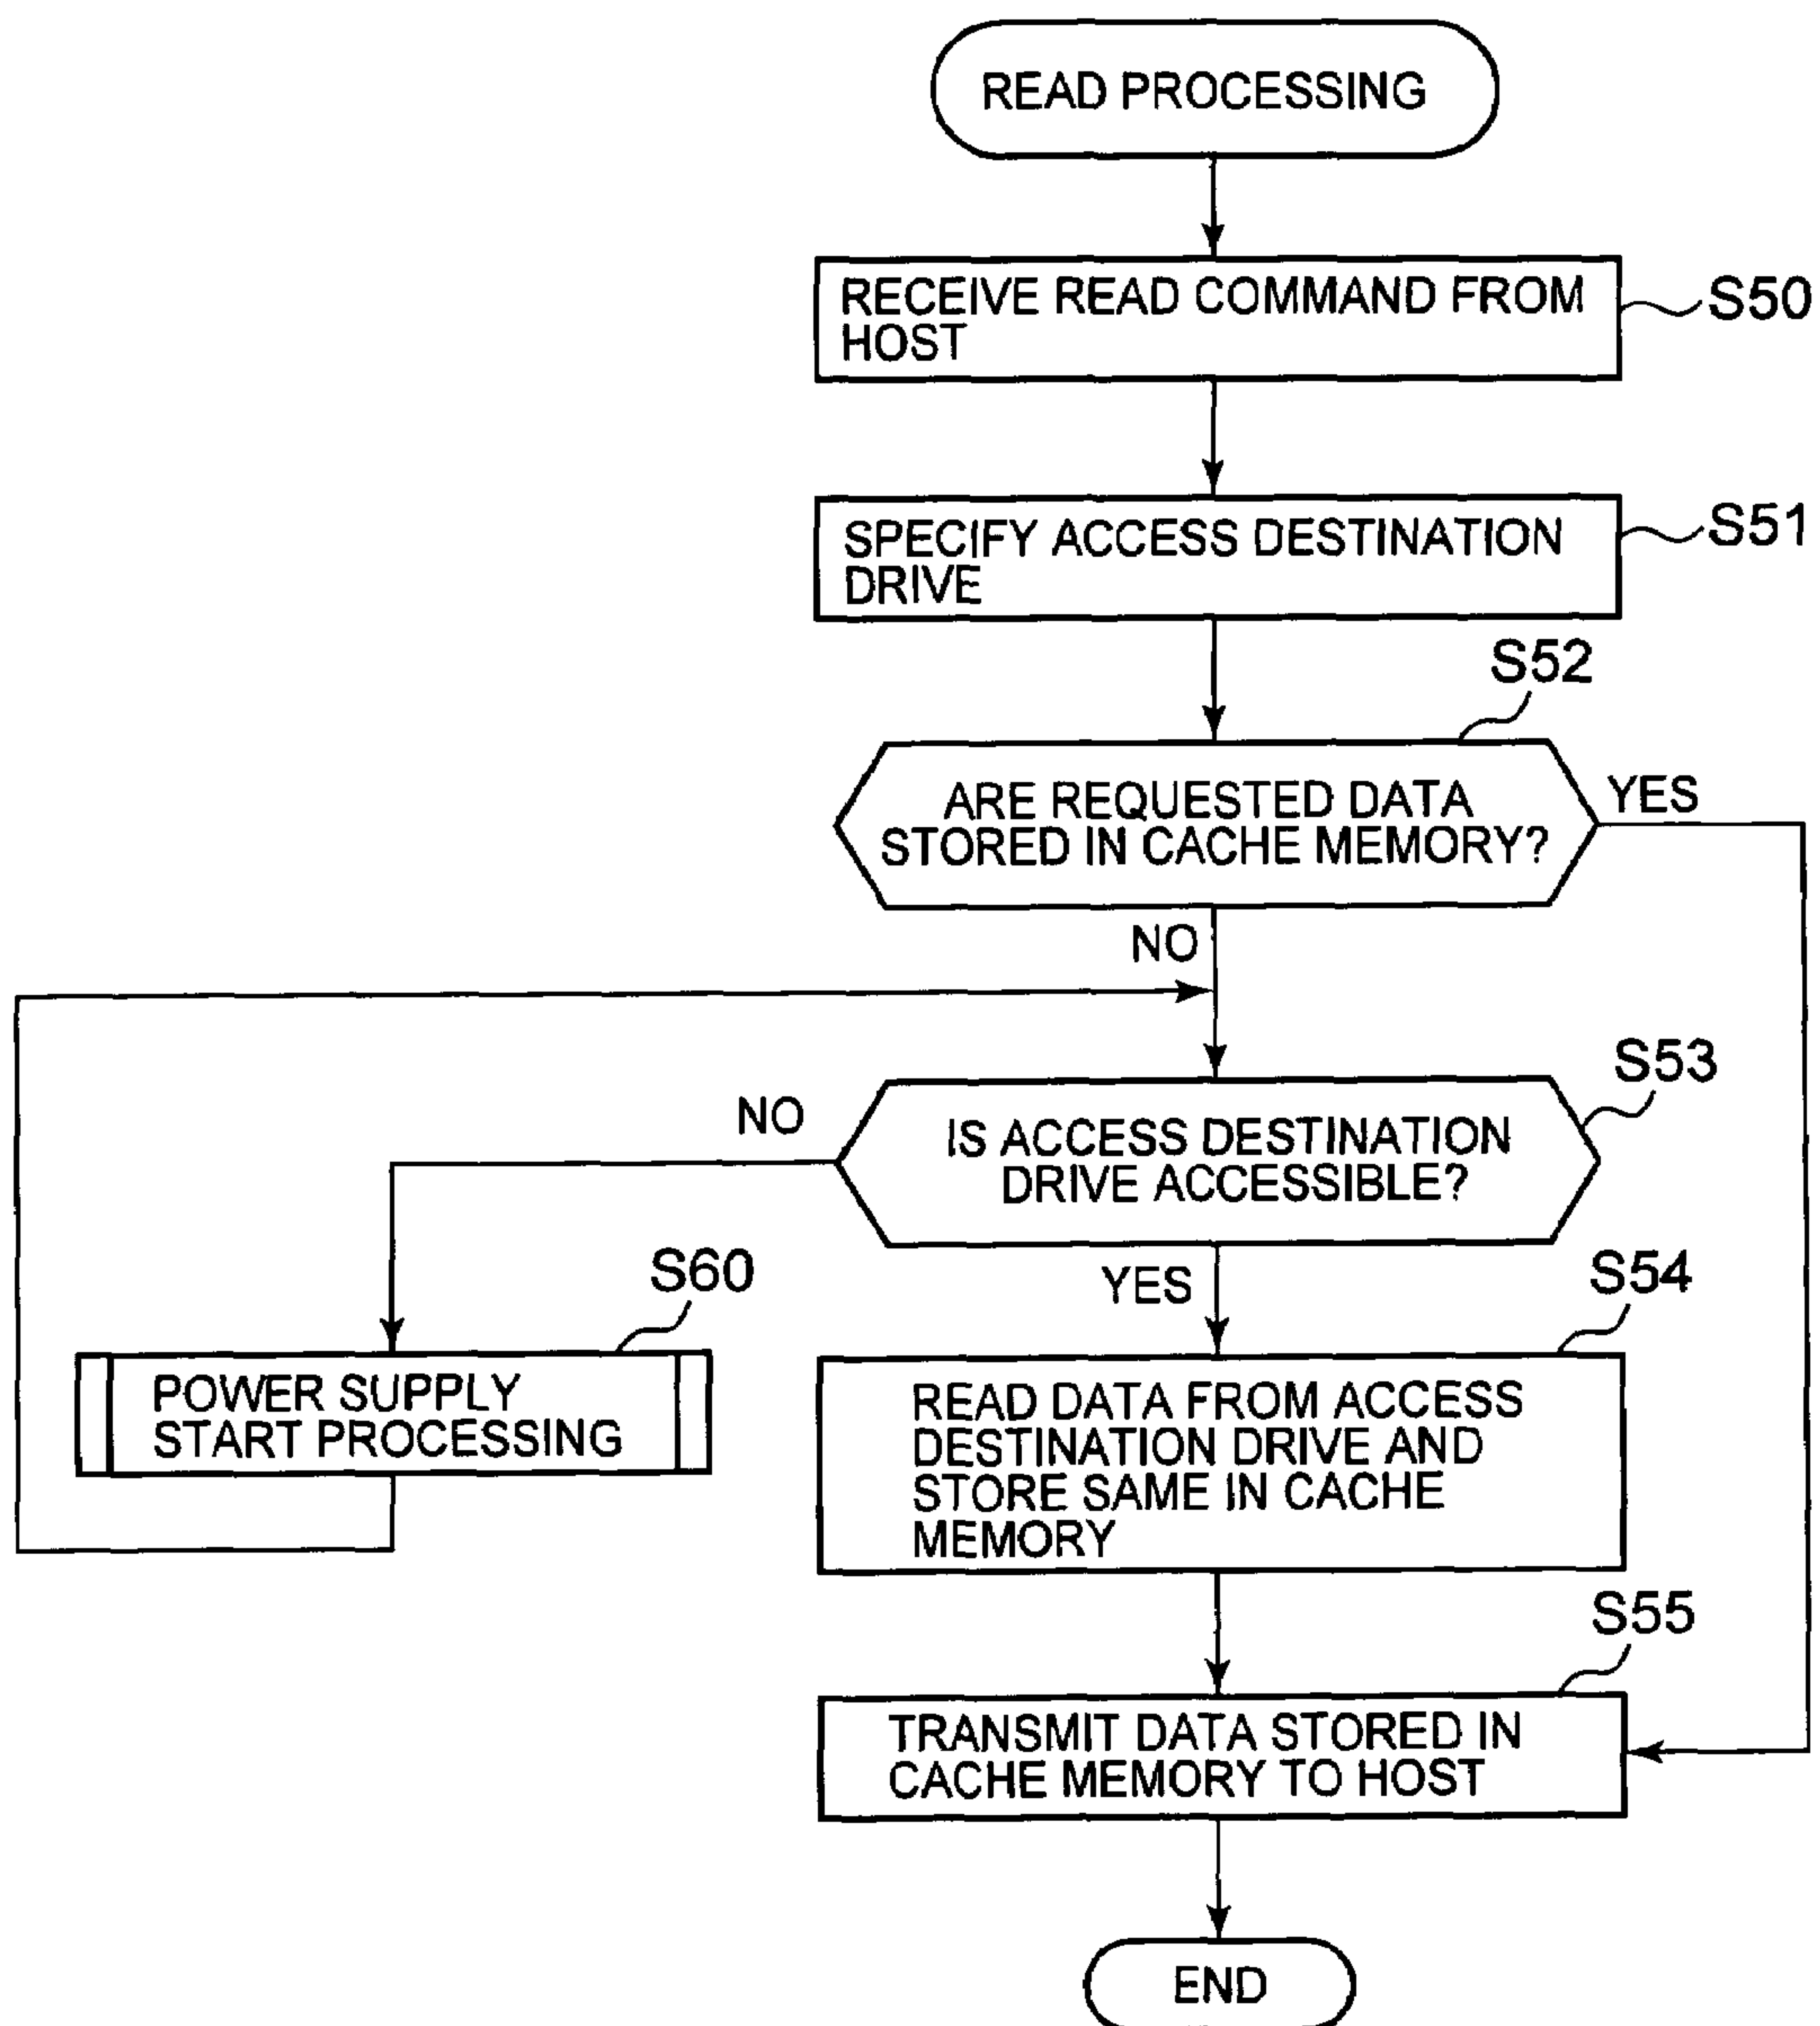 READ PROCESSING
RECEIVE READ COMMAND FROM
HOST
S50
SPECIFY ACCESS DESTINATION
DRIVE
S51
S52
ARE REQUESTED DATA
STORED IN CACHE MEMORY?
YES
NO
S53
NO
IS ACCESS DESTINATION
DRIVE ACCESSIBLE?
YES
S60
POWER SUPPLY
START PROCESSING
S54
READ DATA FROM ACCESS
DESTINATION DRIVE AND
STORE SAME IN CACHE
MEMORY
S55
TRANSMIT DATA STORED IN
CACHE MEMORY TO HOST
END